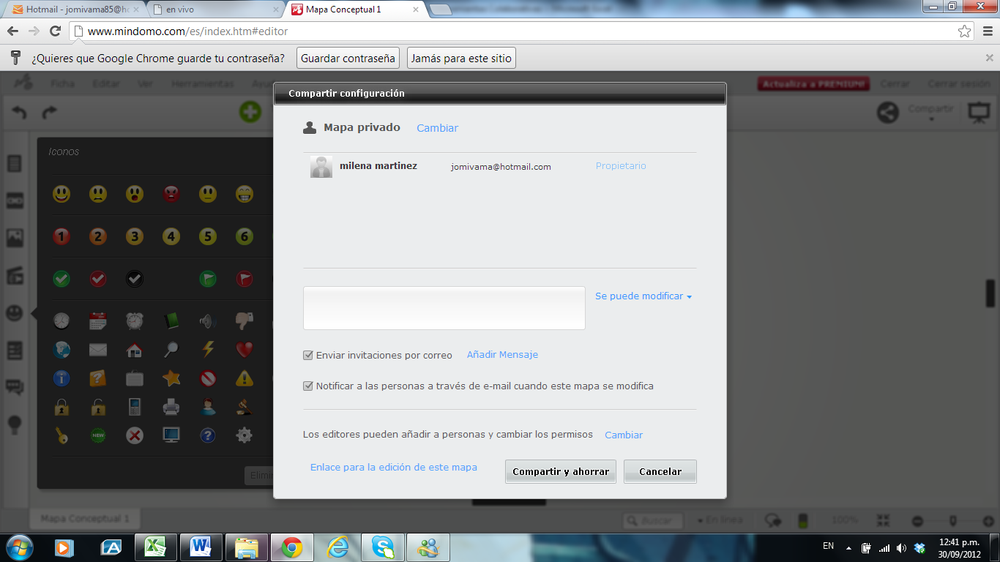 Hotmail - jomivama85@h
en vivo
Mapa Conceptual 1
www.mindomo.com/es/index.htm#editor
¿Quieres que Google Chrome guarde tu contraseña?
Guardar contraseña
Jamás para este sitio
Ficha
Editar
Ver
Herramientas
Ayu
Actualiza a PREMIUM!
Cerrar
Cerrar sesión
Compartir
Compartir configuración
Mapa privado
Cambiar
Iconos
milena martinez
jomivama@hotmail.com
Propietario
1
2
3
4
5
6
Se puede modificar
Enviar invitaciones por correo
Añadir Mensaje
Notificar a las personas a través de e-mail cuando este mapa se modifica
NEW
Los editores pueden añadir a personas y cambiar los permisos
Cambiar
Enlace para la edición de este mapa
Compartir y ahorrar
Cancelar
Elimi
Mapa Conceptual 1
Buscar
En línea
100%
EN
12:41 p.m.
30/09/2012